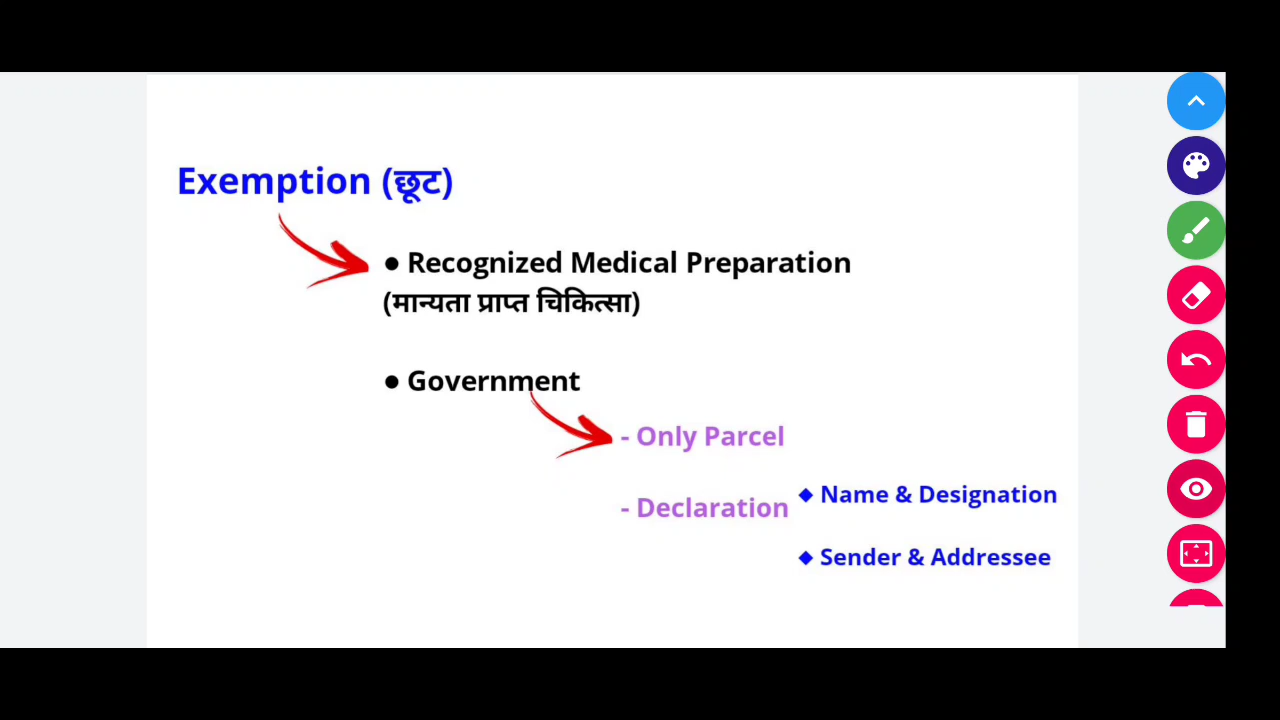 Exemption (छूट)
● Recognized Medical Preparation
(मान्यता प्राप्त चिकित्सा)
● Government
- Only Parcel
- Declaration
◆ Name & Designation
◆ Sender & Addressee